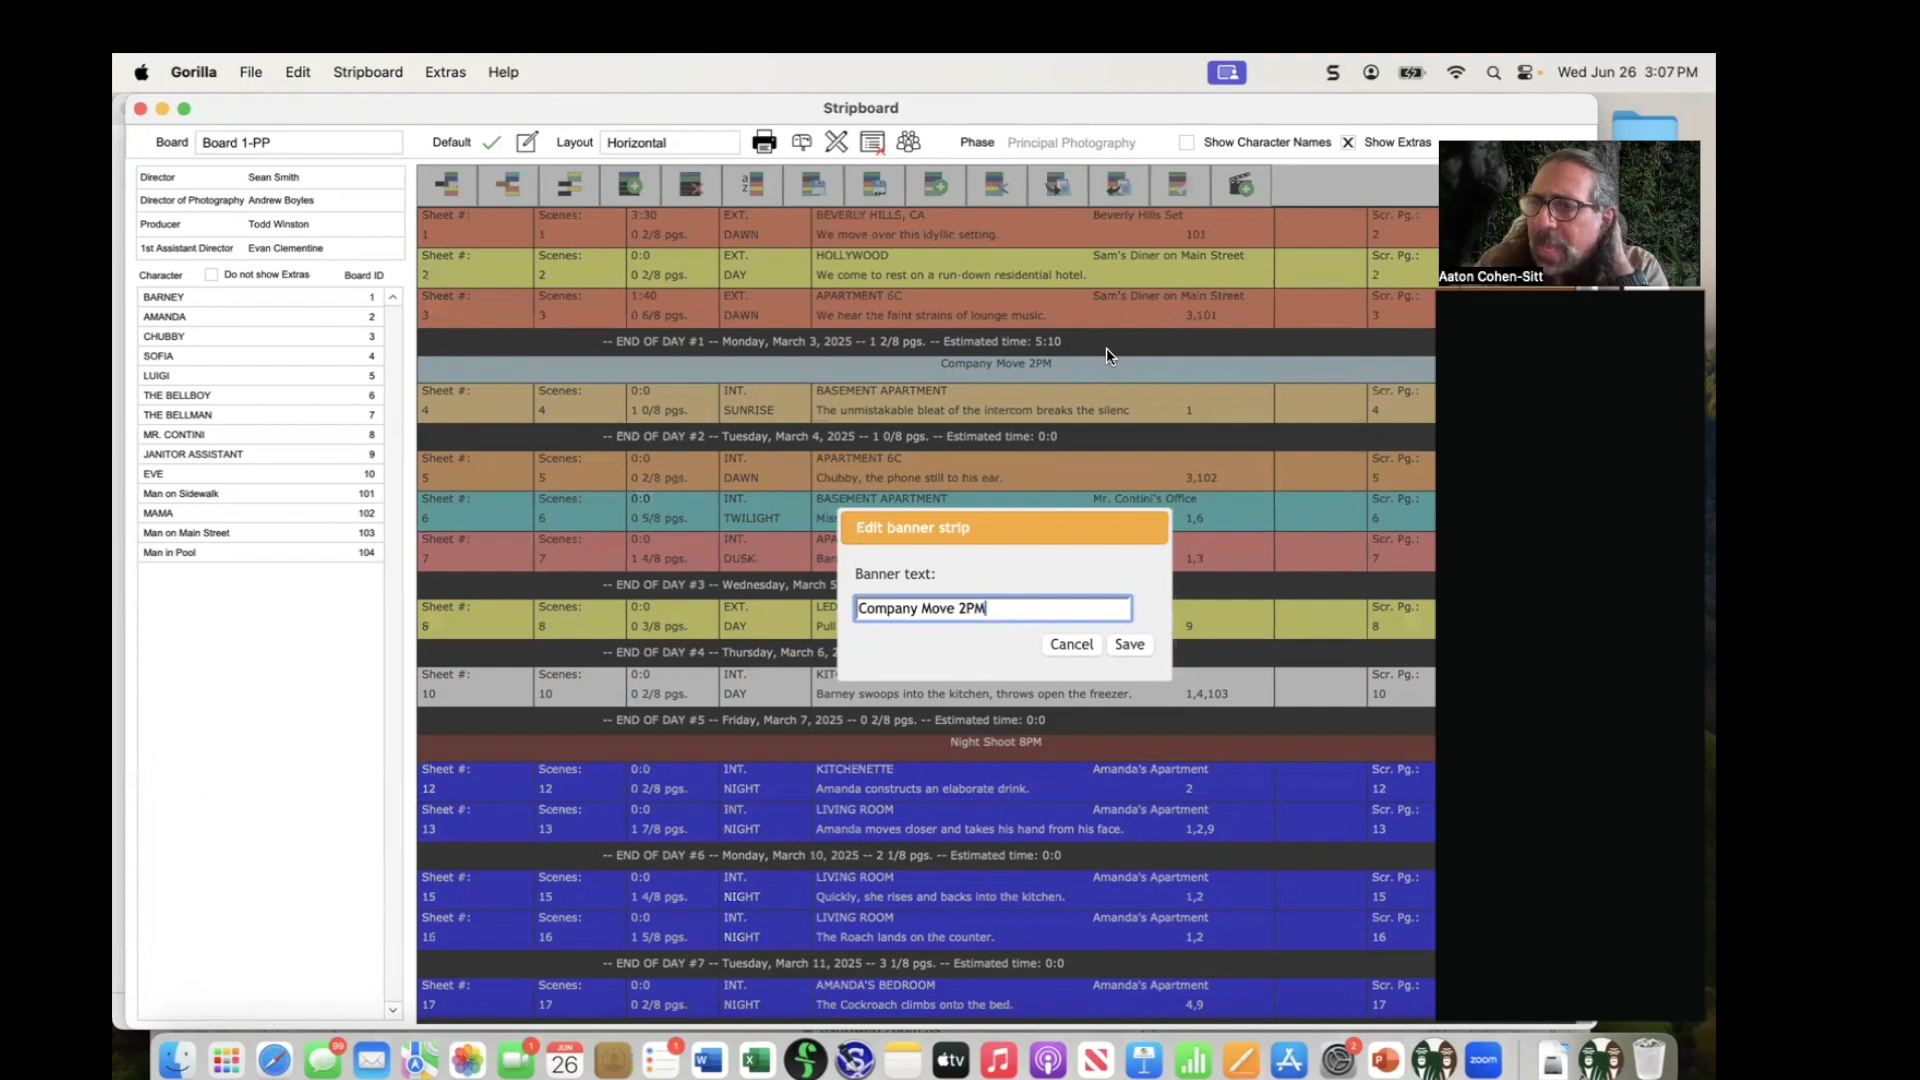 Gorilla File Edit Stripboard Extras Help Wed Jun 26 3:07 PM
Stripboard
Board Board 1-PP Default Layout Horizontal Phase Principal Photography Show Character Names Show Extras
Director Sean Smith
Director of Photography Andrew Boyles
Producer Todd Winston
1st Assistant Director Evan Clementine
Character Do not show Extras Board ID
BARNEY 1
AMANDA 2
CHUBBY 3
SOFIA 4
LUIGI 5
THE BELLBOY 6
THE BELLMAN 7
MR. CONTINI 8
JANITOR ASSISTANT 9
EVE 10
Man on Sidewalk 101
MAMA 102
Man on Main Street 103
Man in Pool 104
Sheet #: Scenes: 3:30 EXT. BEVERLY HILLS, CA Beverly Hills Set Scr. Pg.:
1 1 0 2/8 pgs. DAWN We move over this idyllic setting. 101 2
Sheet #: Scenes: 0:0 EXT. HOLLYWOOD Sam's Diner on Main Street Scr. Pg.:
2 2 0 2/8 pgs. DAY We come to rest on a run-down residential hotel. 2
Sheet #: Scenes: 1:40 EXT. APARTMENT 6C Sam's Diner on Main Street Scr. Pg.:
3 3 0 6/8 pgs. DAWN We hear the faint strains of lounge music. 3,101 3
-- END OF DAY #1 -- Monday, March 3, 2025 -- 1 2/8 pgs. -- Estimated time: 5:10
Company Move 2PM
Sheet #: Scenes: 0:0 INT. BASEMENT APARTMENT Scr. Pg.:
4 4 1 0/8 pgs. SUNRISE The unmistakable bleat of the intercom breaks the silenc 1 4
-- END OF DAY #2 -- Tuesday, March 4, 2025 -- 1 0/8 pgs. -- Estimated time: 0:0
Sheet #: Scenes: 0:0 INT. APARTMENT 6C Scr. Pg.:
5 5 0 2/8 pgs. DAWN Chubby, the phone still to his ear. 3,102 5
Sheet #: Scenes: 0:0 INT. BASEMENT APARTMENT Mr. Contini's Office Scr. Pg.:
6 6 0 5/8 pgs. TWILIGHT Mis 1,6 6
Sheet #: Scenes: 0:0 INT. APA Scr. Pg.:
7 7 1 4/8 pgs. DUSK Bar 1,3 7
-- END OF DAY #3 -- Wednesday, March 5
Sheet #: Scenes: 0:0 EXT. LED Scr. Pg.:
8 8 0 3/8 pgs. DAY Pull 9 8
-- END OF DAY #4 -- Thursday, March 6, 2
Sheet #: Scenes: 0:0 INT. KIT Scr. Pg.:
10 10 0 2/8 pgs. DAY Barney swoops into the kitchen, throws open the freezer. 1,4,103 10
-- END OF DAY #5 -- Friday, March 7, 2025 -- 0 2/8 pgs. -- Estimated time: 0:0
Night Shoot 8PM
Sheet #: Scenes: 0:0 INT. KITCHENETTE Amanda's Apartment Scr. Pg.:
12 12 0 2/8 pgs. NIGHT Amanda constructs an elaborate drink. 2 12
Sheet #: Scenes: 0:0 INT. LIVING ROOM Amanda's Apartment Scr. Pg.:
13 13 1 7/8 pgs. NIGHT Amanda moves closer and takes his hand from his face. 1,2,9 13
-- END OF DAY #6 -- Monday, March 10, 2025 -- 2 1/8 pgs. -- Estimated time: 0:0
Sheet #: Scenes: 0:0 INT. LIVING ROOM Amanda's Apartment Scr. Pg.:
15 15 1 4/8 pgs. NIGHT Quickly, she rises and backs into the kitchen. 1,2 15
Sheet #: Scenes: 0:0 INT. LIVING ROOM Amanda's Apartment Scr. Pg.:
16 16 1 5/8 pgs. NIGHT The Roach lands on the counter. 1,2 16
-- END OF DAY #7 -- Tuesday, March 11, 2025 -- 3 1/8 pgs. -- Estimated time: 0:0
Sheet #: Scenes: 0:0 INT. AMANDA'S BEDROOM Amanda's Apartment Scr. Pg.:
17 17 0 2/8 pgs. NIGHT The Cockroach climbs onto the bed. 4,9 17
Edit banner strip
Banner text:
Company Move 2PM
Cancel Save
Aaton Cohen-Sitt
99 1 JUN 26 1 tv 2 zoom